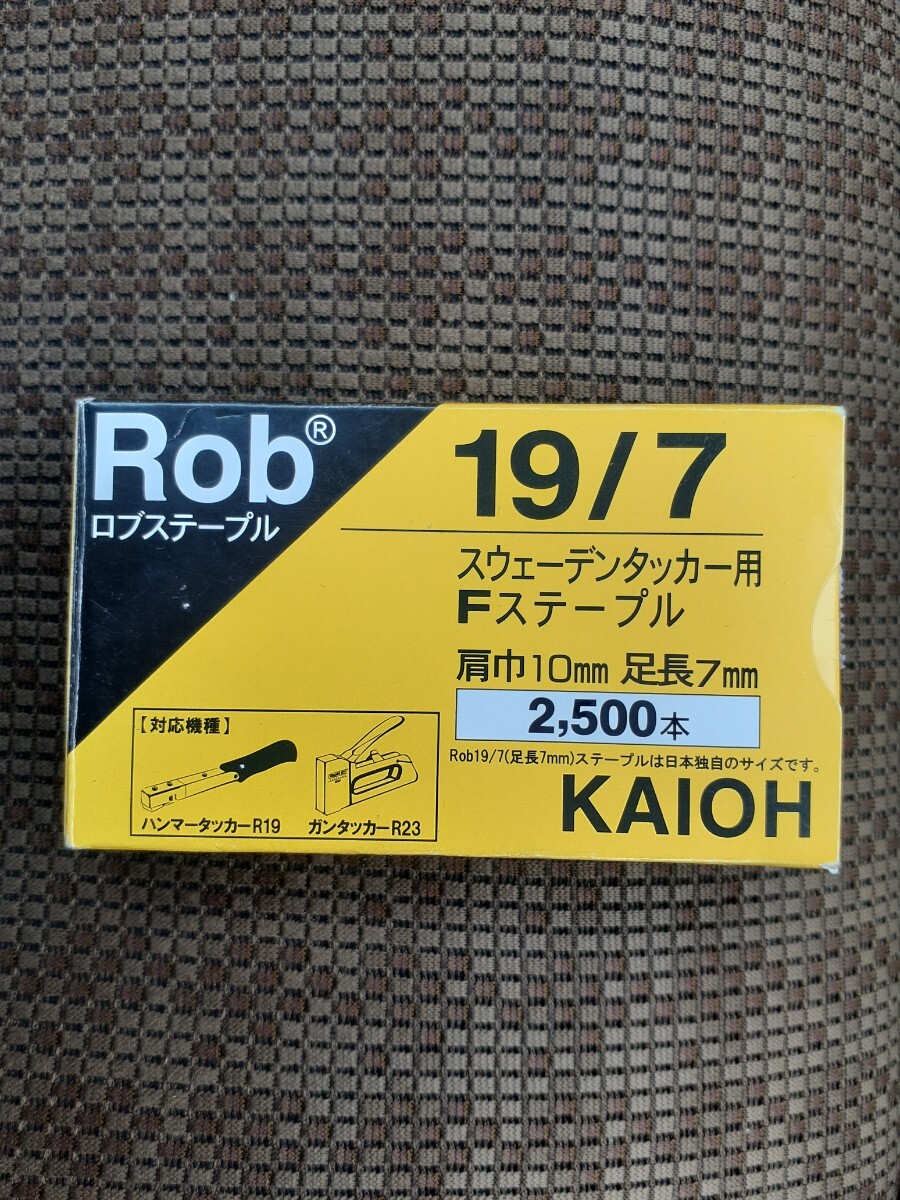 Rob®
ロブステープル
19/7
スウェーデンタッカー用
Fステープル
肩巾10mm 足長7mm
2,500本
Rob19/7(足長7mm)ステープルは日本独自のサイズです。
KAIOH
【対応機種】
ハンマータッカーR19 ガンタッカーR23